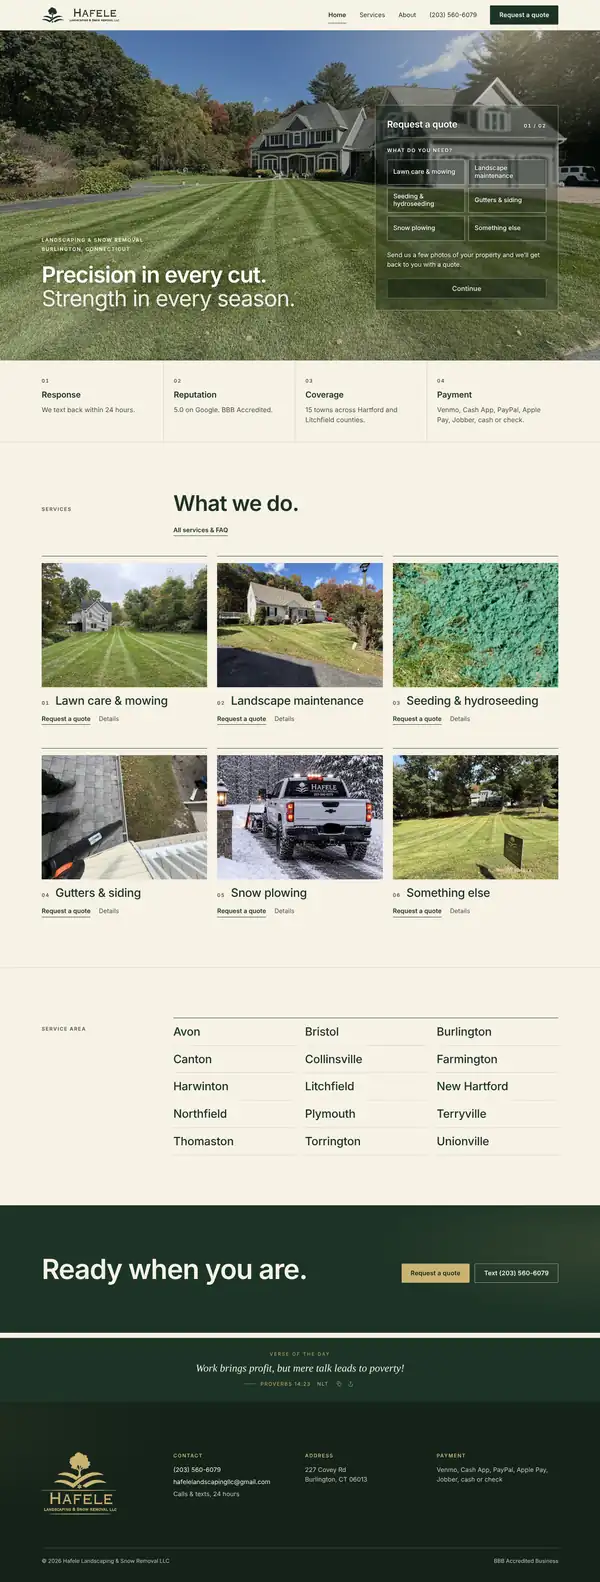 HAFELE
LANDSCAPING & SNOW REMOVAL LLC
Home
Services
About
(203) 560-6079
Request a quote
Request a quote
01 / 02
WHAT DO YOU NEED?
Lawn care & mowing
Landscape
maintenance
Seeding &
hydroseeding
Gutters & siding
Snow plowing
Something else
Send us a few photos of your property and we'll get
back to you with a quote.
Continue
LANDSCAPING & SNOW REMOVAL
BURLINGTON, CONNECTICUT
Precision in every cut.
Strength in every season.
01
Response
We text back within 24 hours.
02
Reputation
5.0 on Google. BBB Accredited.
03
Coverage
15 towns across Hartford and
Litchfield counties.
04
Payment
Venmo, Cash App, PayPal, Apple
Pay, Jobber, cash or check.
SERVICES
What we do.
All services & FAQ
01 Lawn care & mowing
Request a quote Details
02 Landscape maintenance
Request a quote Details
03 Seeding & hydroseeding
Request a quote Details
HAFELE
04 Gutters & siding
Request a quote Details
05 Snow plowing
Request a quote Details
06 Something else
Request a quote Details
SERVICE AREA
Avon
Bristol
Burlington
Canton
Collinsville
Farmington
Harwinton
Litchfield
New Hartford
Northfield
Plymouth
Terryville
Thomaston
Torrington
Unionville
Ready when you are.
Request a quote
Text (203) 560-6079
VERSE OF THE DAY
Work brings profit, but mere talk leads to poverty!
PROVERBS 14:23 NLT
HAFELE
LANDSCAPING & SNOW REMOVAL LLC
CONTACT
(203) 560-6079
hafelelandscapingllc@gmail.com
Calls & texts, 24 hours
ADDRESS
227 Covey Rd
Burlington, CT 06013
PAYMENT
Venmo, Cash App, PayPal, Apple Pay,
Jobber, cash or check
© 2026 Hafele Landscaping & Snow Removal LLC
BBB Accredited Business